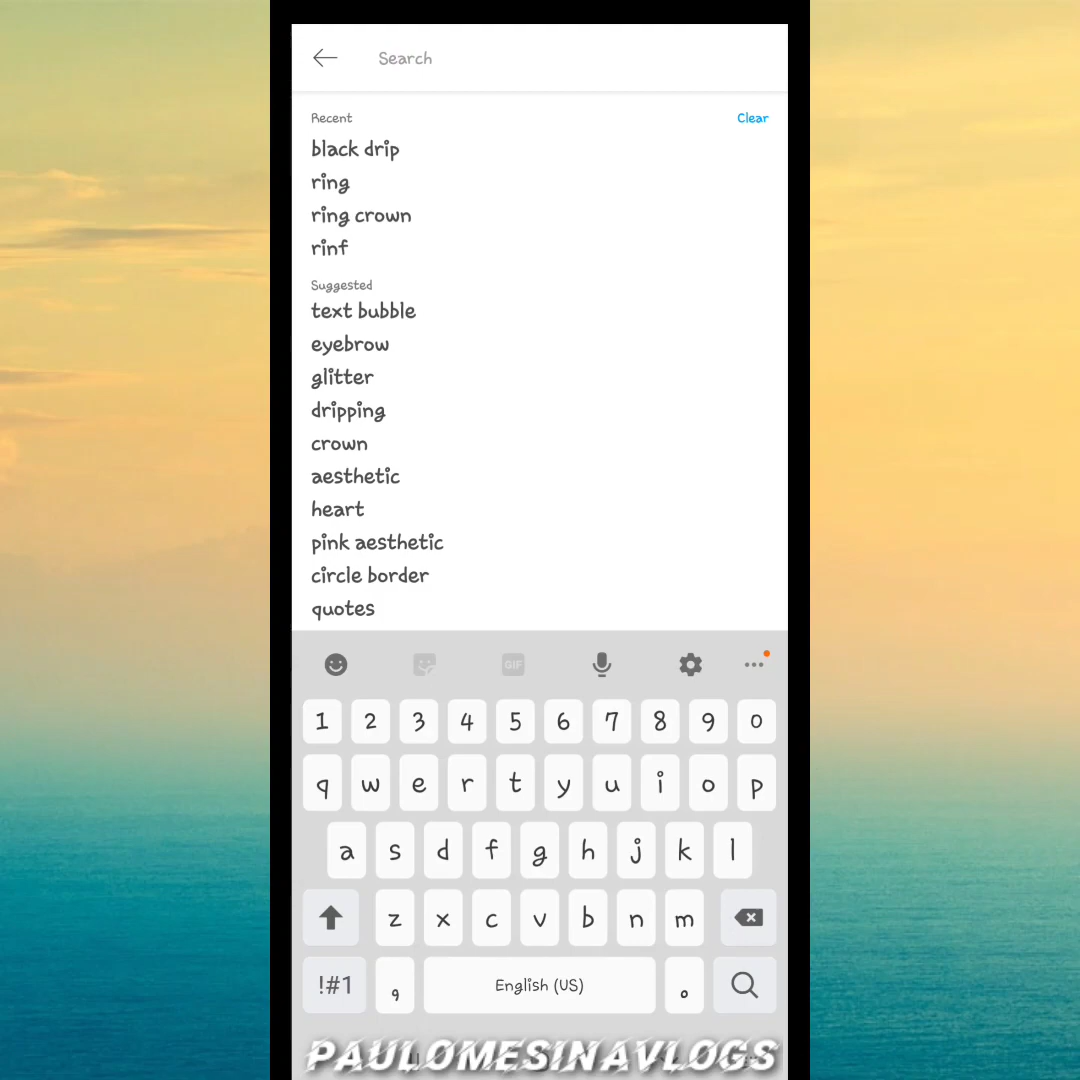 Search
Recent Clear
black drip
ring
ring crown
rinf
Suggested
text bubble
eyebrow
glitter
dripping
crown
aesthetic
heart
pink aesthetic
circle border
quotes
GIF
1 2 3 4 5 6 7 8 9 0
q w e r t y u i o p
a s d f g h j k l
z x c v b n m
!#1 , English (US) .
PAULOMESINAVLOGS